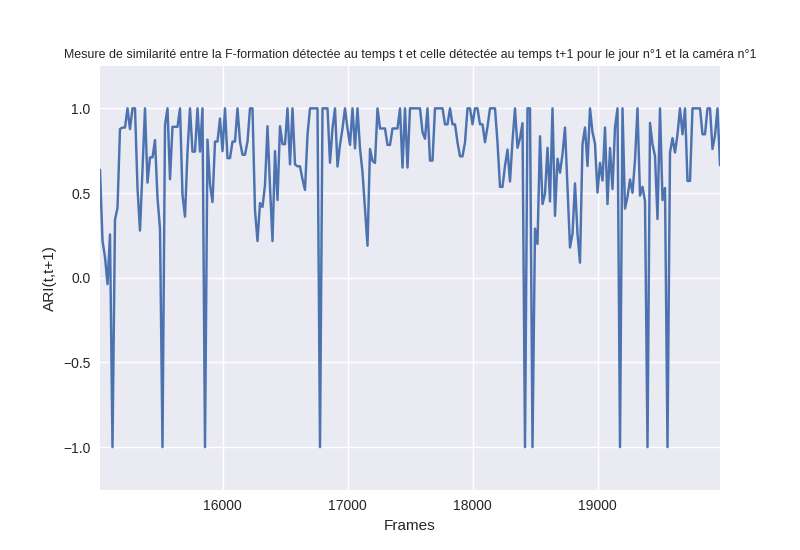 Mesure de similarité entre la F-formation détectée au temps t et celle détectée au temps t+1 pour le jour n°1 et la caméra n°1
1.0
0.5
0.0
−0.5
−1.0
ARI(t,t+1)
16000 17000 18000 19000
Frames